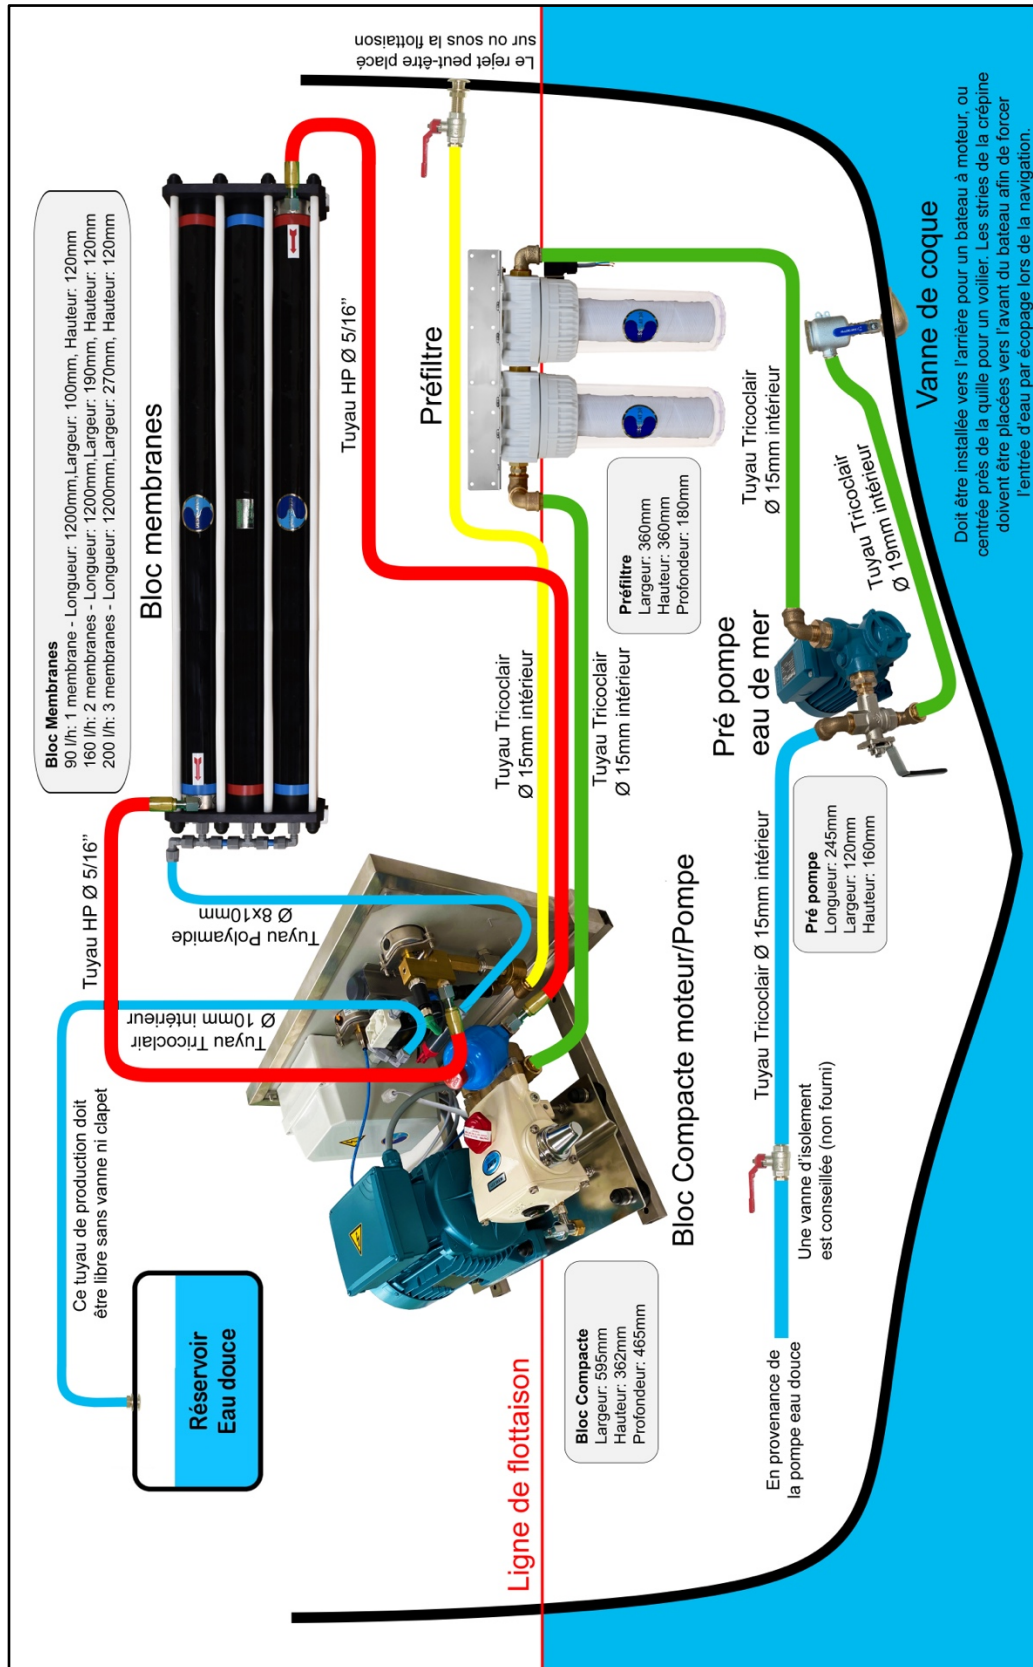 Le rejet peut-être placé
sur ou sous la flottaison
Bloc Membranes
90 l/h: 1 membrane - Longueur: 1200mm,Largeur: 100mm, Hauteur: 120mm
160 l/h: 2 membranes - Longueur: 1200mm,Largeur: 190mm, Hauteur: 120mm
200 l/h: 3 membranes - Longueur: 1200mm,Largeur: 270mm, Hauteur: 120mm
Bloc membranes
Tuyau HP Ø 5/16”
Tuyau HP Ø 5/16”
Tuyau Polyamide
Ø 8x10mm
Tuyau Tricoclair
Ø 10mm intérieur
Ce tuyau de production doit
être libre sans vanne ni clapet
Réservoir
Eau douce
Préfiltre
Préfiltre
Largeur: 360mm
Hauteur: 360mm
Profondeur: 180mm
Tuyau Tricoclair
Ø 15mm intérieur
Tuyau Tricoclair
Ø 15mm intérieur
Tuyau Tricoclair
Ø 15mm intérieur
Bloc Compacte moteur/Pompe
Bloc Compacte
Largeur: 595mm
Hauteur: 362mm
Profondeur: 465mm
Ligne de flottaison
Pré pompe
eau de mer
Pré pompe
Longueur: 245mm
Largeur: 120mm
Hauteur: 160mm
Tuyau Tricoclair
Ø 19mm intérieur
Tuyau Tricoclair Ø 15mm intérieur
Une vanne d'isolement
est conseillée (non fourni)
En provenance de
la pompe eau douce
Vanne de coque
Doit être installée vers l'arrière pour un bateau à moteur, ou
centrée près de la quille pour un voilier. Les stries de la crépine
doivent être placées vers l'avant du bateau afin de forcer
l'entrée d'eau par écopage lors de la navigation.